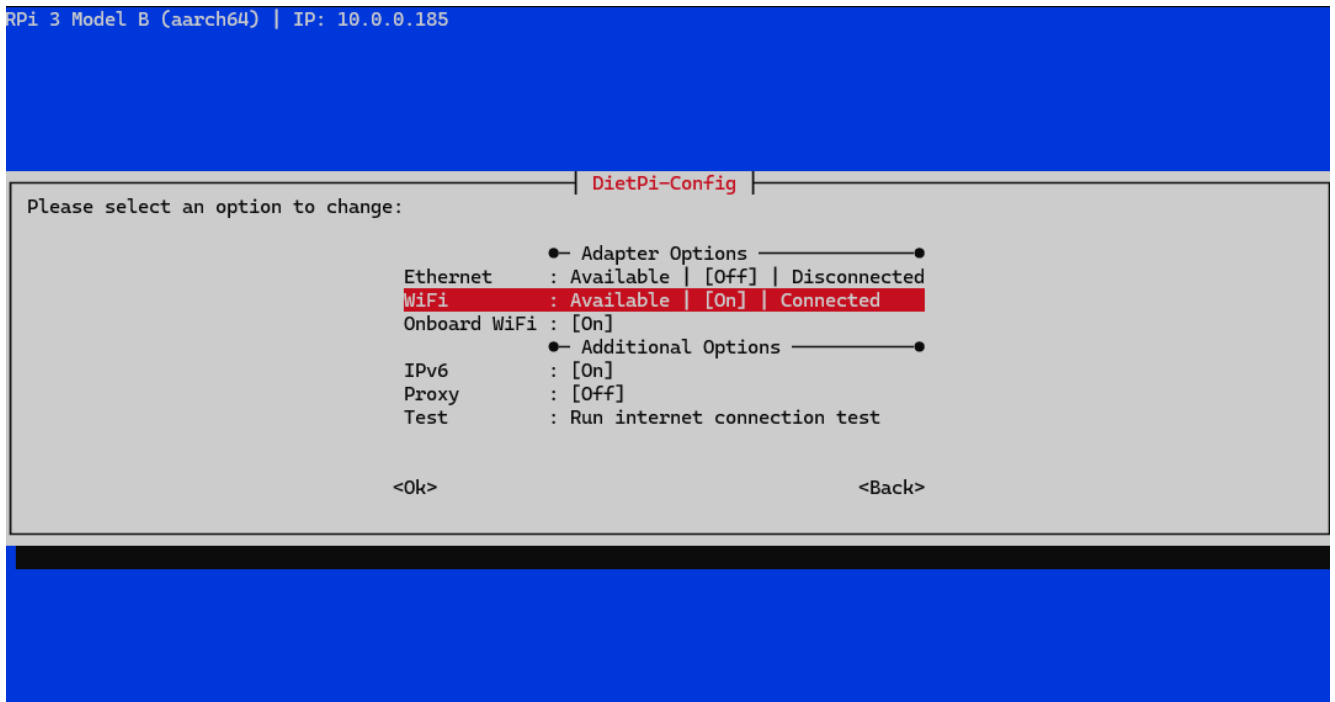 RPi 3 Model B (aarch64) | IP: 10.0.0.185
DietPi-Config
Please select an option to change:
●─ Adapter Options ──────────────●
Ethernet : Available | [Off] | Disconnected
WiFi : Available | [On] | Connected
Onboard WiFi : [On]
●─ Additional Options ───────────●
IPv6 : [On]
Proxy : [Off]
Test : Run internet connection test
<Ok> <Back>